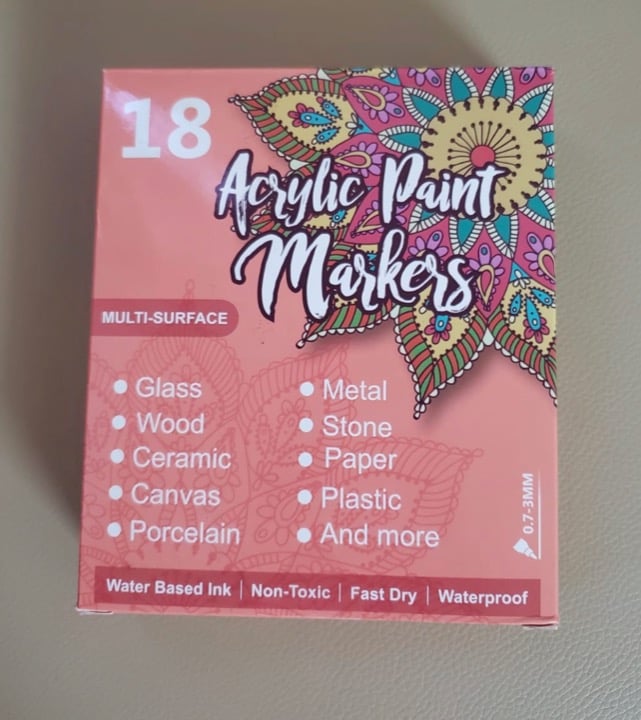 18
Acrylic Paint
Markers
MULTI-SURFACE
Glass
Wood
Ceramic
Canvas
Porcelain
Metal
Stone
Paper
Plastic
And more
0.7-3MM
Water Based Ink | Non-Toxic | Fast Dry | Waterproof